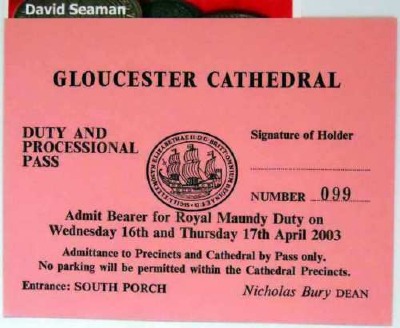 David Seaman
GLOUCESTER CATHEDRAL
DUTY AND
PROCESSIONAL
PASS
Signature of Holder
NUMBER 099
Admit Bearer for Royal Maundy Duty on
Wednesday 16th and Thursday 17th April 2003
Admittance to Precincts and Cathedral by Pass only.
No parking will be permitted within the Cathedral Precincts.
Entrance: SOUTH PORCH
Nicholas Bury DEAN